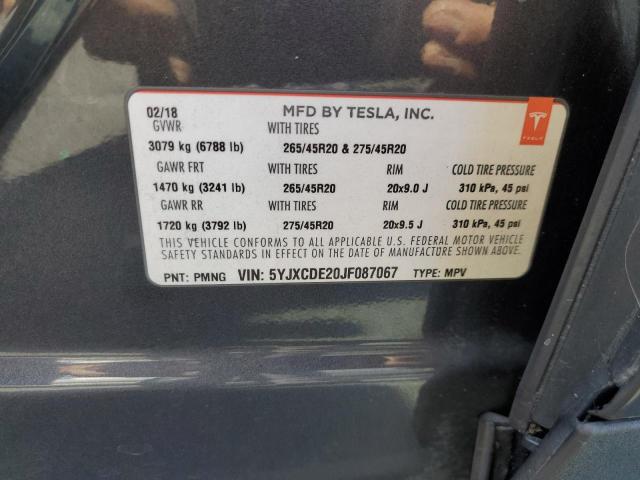 02/18 MFD BY TESLA, INC.
GVWR WITH TIRES
3079 kg (6788 lb) 265/45R20 & 275/45R20
GAWR FRT WITH TIRES RIM COLD TIRE PRESSURE
1470 kg (3241 lb) 265/45R20 20x9.0 J 310 kPa, 45 psi
GAWR RR WITH TIRES RIM COLD TIRE PRESSURE
1720 kg (3792 lb) 275/45R20 20x9.5 J 310 kPa, 45 psi
THIS VEHICLE CONFORMS TO ALL APPLICABLE U.S. FEDERAL MOTOR VEHICLE
SAFETY STANDARDS IN EFFECT ON THE DATE OF MANUFACTURE SHOWN ABOVE.
PNT: PMNG VIN: 5YJXCDE20JF087067 TYPE: MPV
TESLA